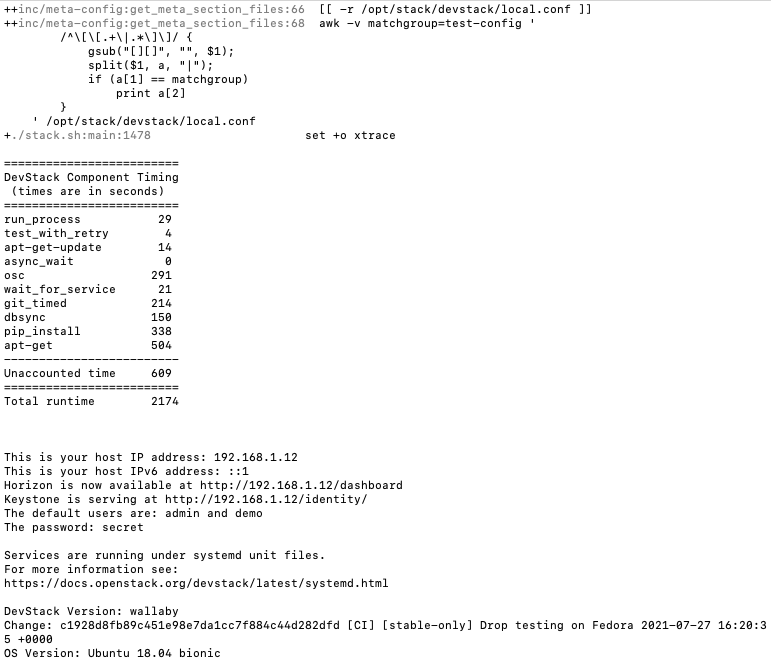 ++inc/meta-config:get_meta_section_files:66  [[ -r /opt/stack/devstack/local.conf ]]
++inc/meta-config:get_meta_section_files:68  awk -v matchgroup=test-config '
        /^\[\[.+\|.*\]\]/ {
            gsub("[][]", "", $1);
            split($1, a, "|");
            if (a[1] == matchgroup)
                print a[2]
        }
    ' /opt/stack/devstack/local.conf
+./stack.sh:main:1478                      set +o xtrace

=========================
DevStack Component Timing
 (times are in seconds)
=========================
run_process           29
test_with_retry        4
apt-get-update        14
async_wait             0
osc                  291
wait_for_service      21
git_timed            214
dbsync               150
pip_install          338
apt-get              504
-------------------------
Unaccounted time     609
=========================
Total runtime        2174

This is your host IP address: 192.168.1.12
This is your host IPv6 address: ::1
Horizon is now available at http://192.168.1.12/dashboard
Keystone is serving at http://192.168.1.12/identity/
The default users are: admin and demo
The password: secret

Services are running under systemd unit files.
For more information see:
https://docs.openstack.org/devstack/latest/systemd.html

DevStack Version: wallaby
Change: c1928d8fb89c451e98e7da1cc7f884c44d282dfd [CI] [stable-only] Drop testing on Fedora 2021-07-27 16:20:3
5 +0000
OS Version: Ubuntu 18.04 bionic